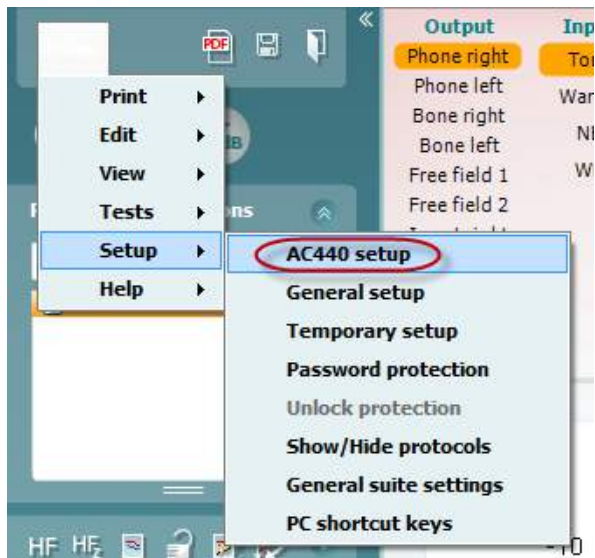 PDF
«
Output
Phone right
Phone left
Bone right
Bone left
Free field 1
Free field 2
Print
Edit
View
Tests
Setup
Help
AC440 setup
General setup
Temporary setup
Password protection
Unlock protection
Show/Hide protocols
General suite settings
PC shortcut keys
HF
-10